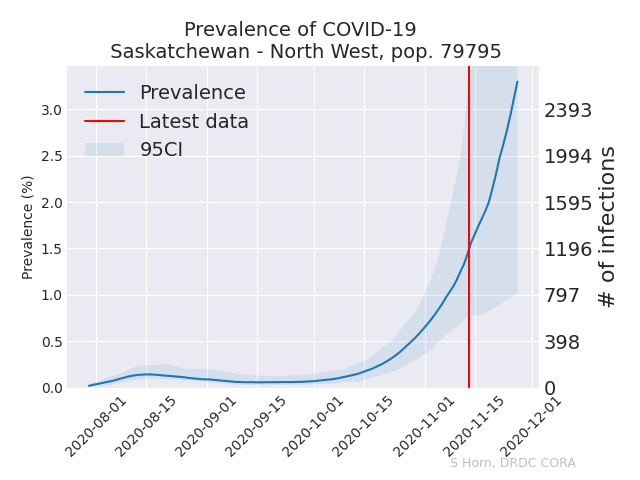 Prevalence of COVID-19
Saskatchewan - North West, pop. 79795
Prevalence
Latest data
95CI
Prevalence (%)
3.0
2.5
2.0
1.5
1.0
0.5
0.0
2393
1994
1595
1196
797
398
0
# of infections
2020-08-01
2020-08-15
2020-09-01
2020-09-15
2020-10-01
2020-10-15
2020-11-01
2020-11-15
2020-12-01
S Horn, DRDC CORA